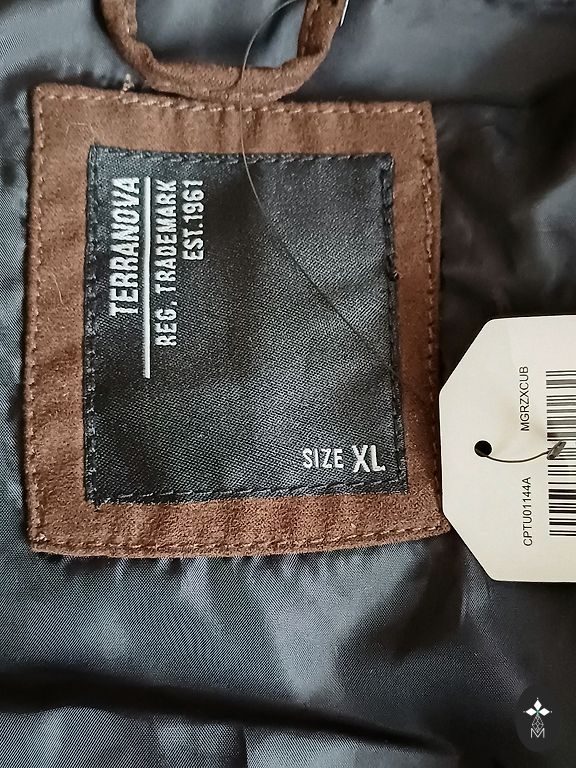 TERRANOVA
REG. TRADEMARK
EST.1961
SIZE XL
MGRZXCUB
CPTU01144A
M